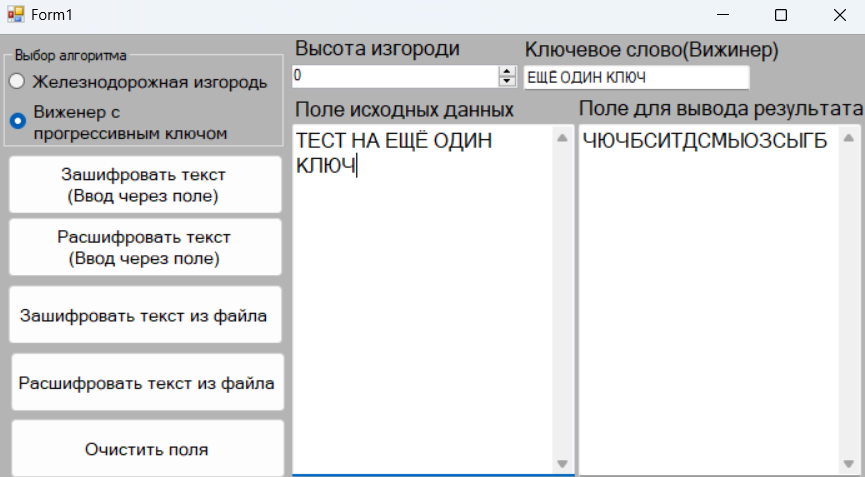 Form1
Выбор алгоритма
Железнодорожная изгородь
Виженер с
прогрессивным ключом
Зашифровать текст
(Ввод через поле)
Расшифровать текст
(Ввод через поле)
Зашифровать текст из файла
Расшифровать текст из файла
Очистить поля
Высота изгороди
0
Ключевое слово(Вижинер)
ЕЩЁ ОДИН КЛЮЧ
Поле исходных данных
ТЕСТ НА ЕЩЁ ОДИН
КЛЮЧ
Поле для вывода результата
ЧЮЧБСИТДСМЫОЗСЫГБ